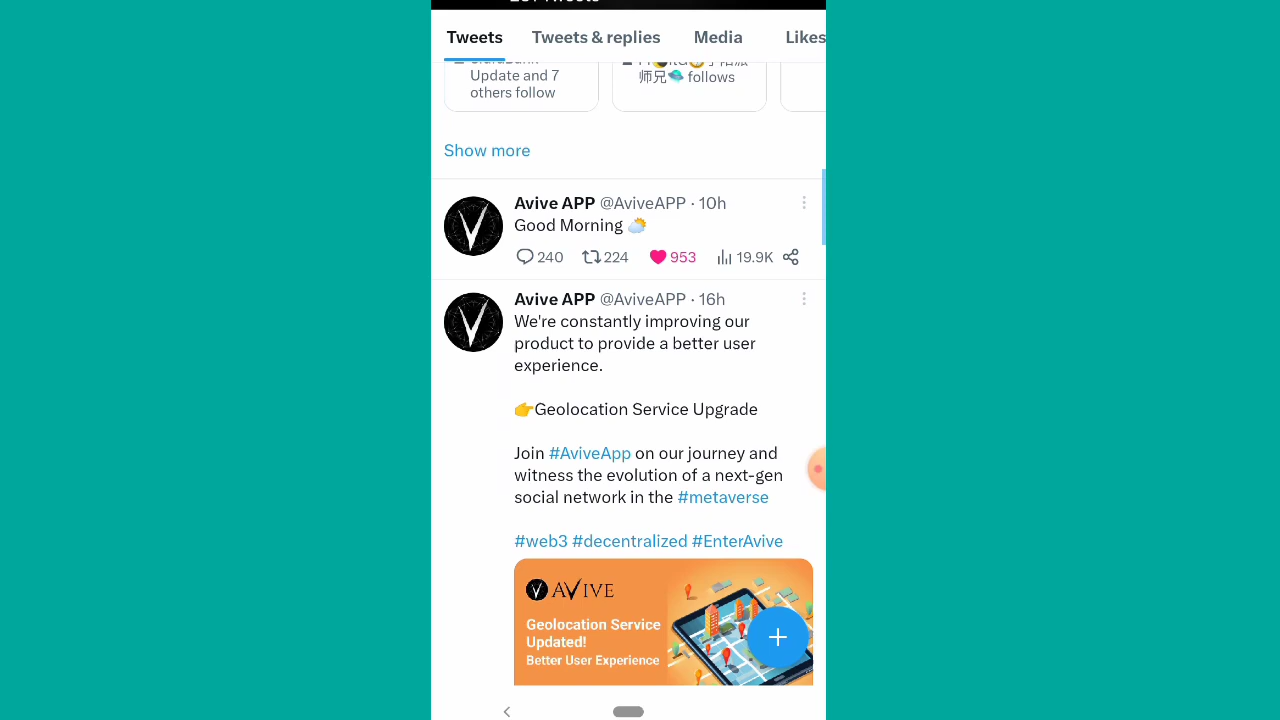 Tweets
Tweets & replies
Media
Likes
Update and 7
others follow
师兄🛸 follows
Show more
Avive APP @AviveAPP · 10h
Good Morning 🌥️
240 224 953 19.9K
Avive APP @AviveAPP · 16h
We're constantly improving our
product to provide a better user
experience.
👉Geolocation Service Upgrade
Join #AviveApp on our journey and
witness the evolution of a next-gen
social network in the #metaverse
#web3 #decentralized #EnterAvive
AVIVE
Geolocation Service
Updated!
Better User Experience